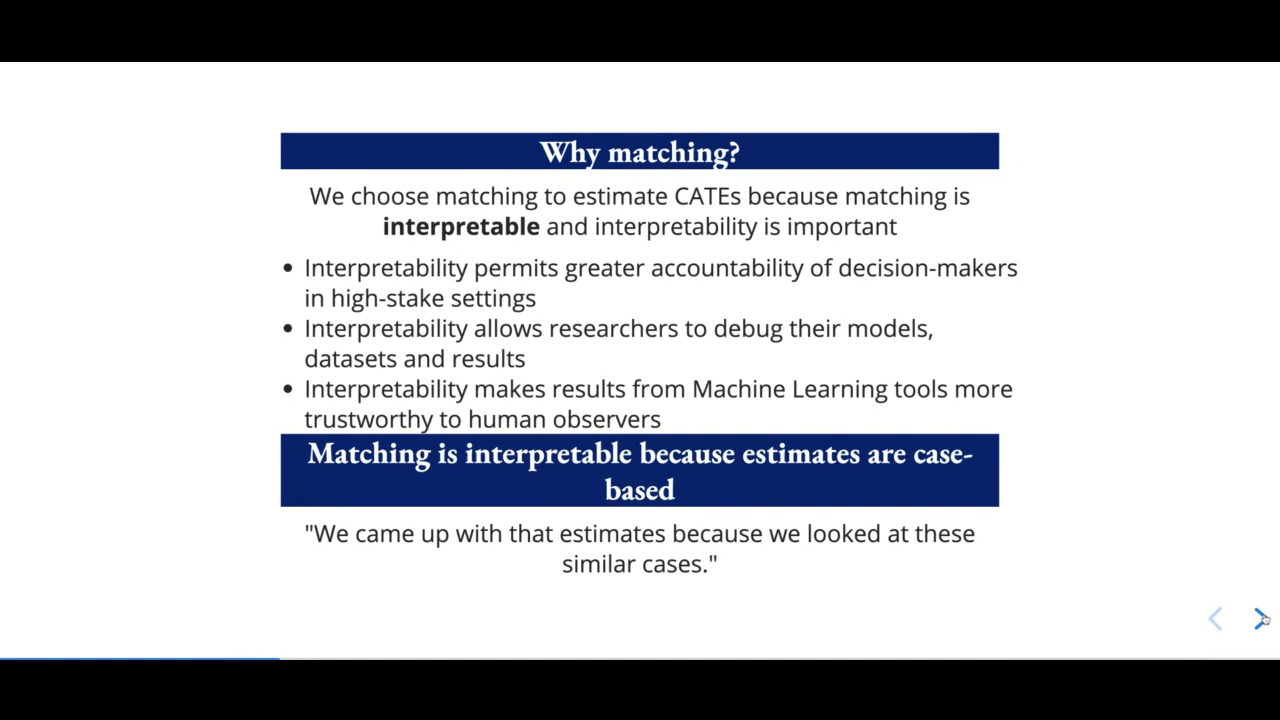 Why matching?
We choose matching to estimate CATEs because matching is
interpretable and interpretability is important
• Interpretability permits greater accountability of decision-makers
in high-stake settings
• Interpretability allows researchers to debug their models,
datasets and results
• Interpretability makes results from Machine Learning tools more
trustworthy to human observers
Matching is interpretable because estimates are case-
based
"We came up with that estimates because we looked at these
similar cases."